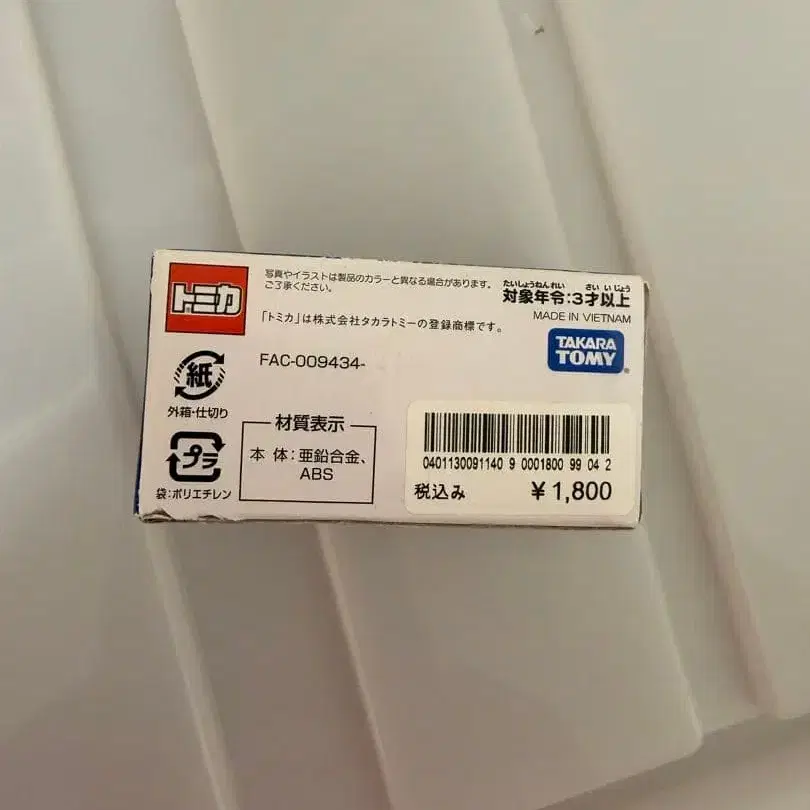 トミカ
写真やイラストは製品のカラーと異なる場合があります。
ご了承ください。
「トミカ」は株式会社タカラトミーの登録商標です。
たいしょうねんれい さい いじょう
対象年令:3才以上
MADE IN VIETNAM
TAKARA
TOMY®
紙
外箱・仕切り
FAC-009434-
プラ
袋:ポリエチレン
材質表示
本 体:亜鉛合金、
ABS
0401130091140 9 0001800 99 04 2
税込み ¥1,800